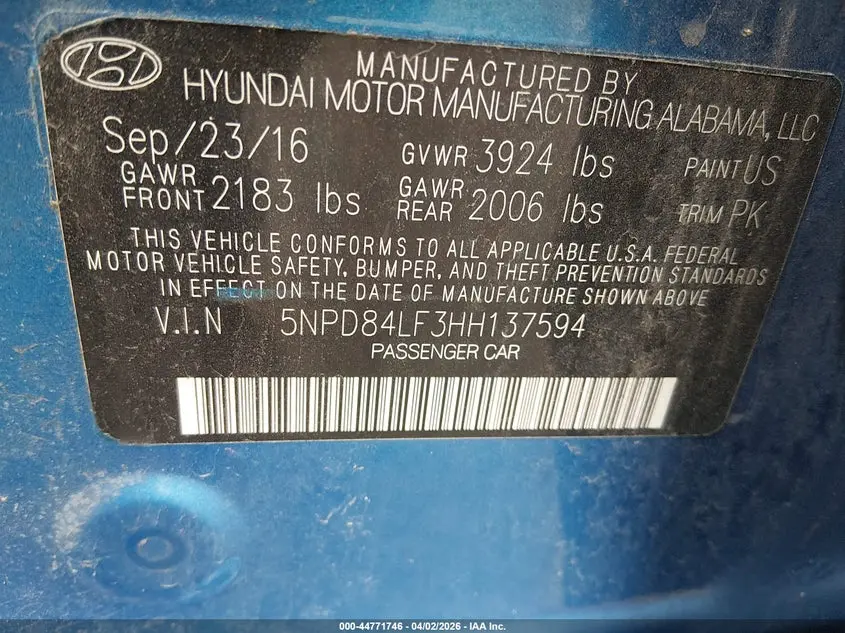 MANUFACTURED BY
HYUNDAI MOTOR MANUFACTURING ALABAMA, LLC
Sep/23/16 GVWR 3924 lbs PAINT US
GAWR FRONT 2183 lbs GAWR REAR 2006 lbs TRIM PK
THIS VEHICLE CONFORMS TO ALL APPLICABLE U.S.A. FEDERAL
MOTOR VEHICLE SAFETY, BUMPER, AND THEFT PREVENTION STANDARDS
IN EFFECT ON THE DATE OF MANUFACTURE SHOWN ABOVE
V.I.N 5NPD84LF3HH137594
PASSENGER CAR
000-44771746 04/02/2026 IAA Inc.